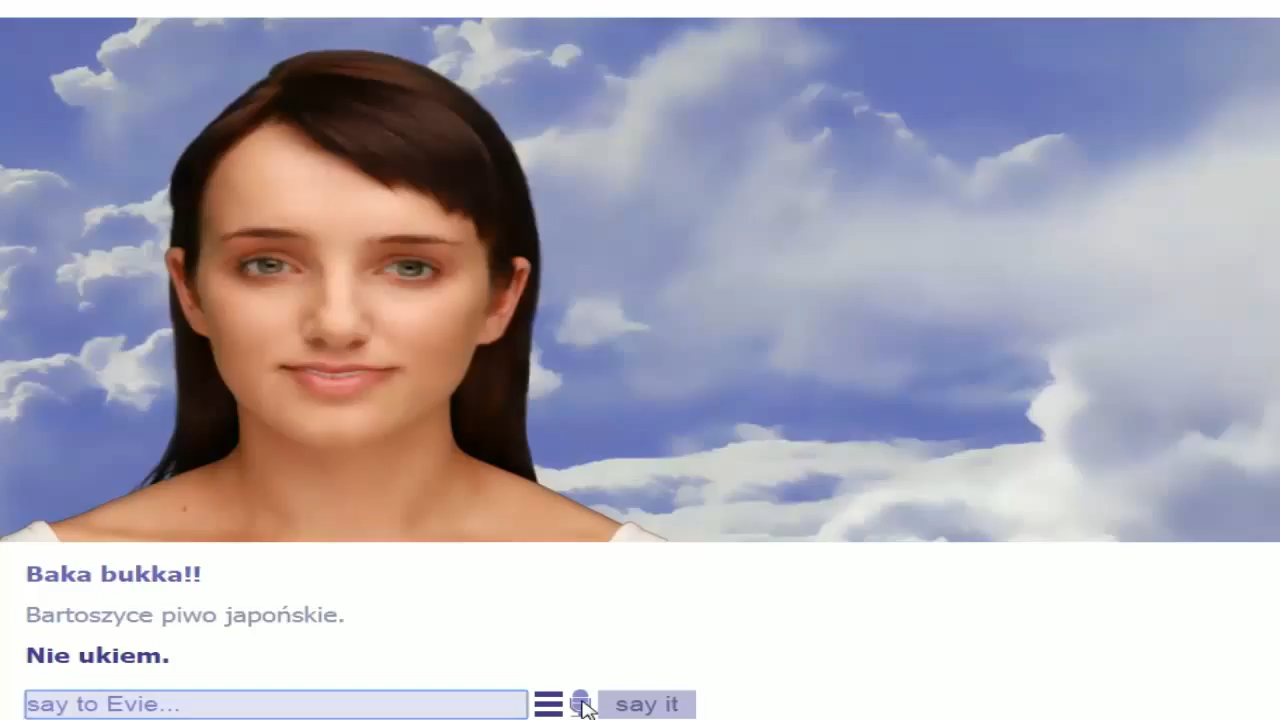 Baka bukka!!
Bartoszyce piwo japońskie.
Nie ukiem.
say to Evie... say it